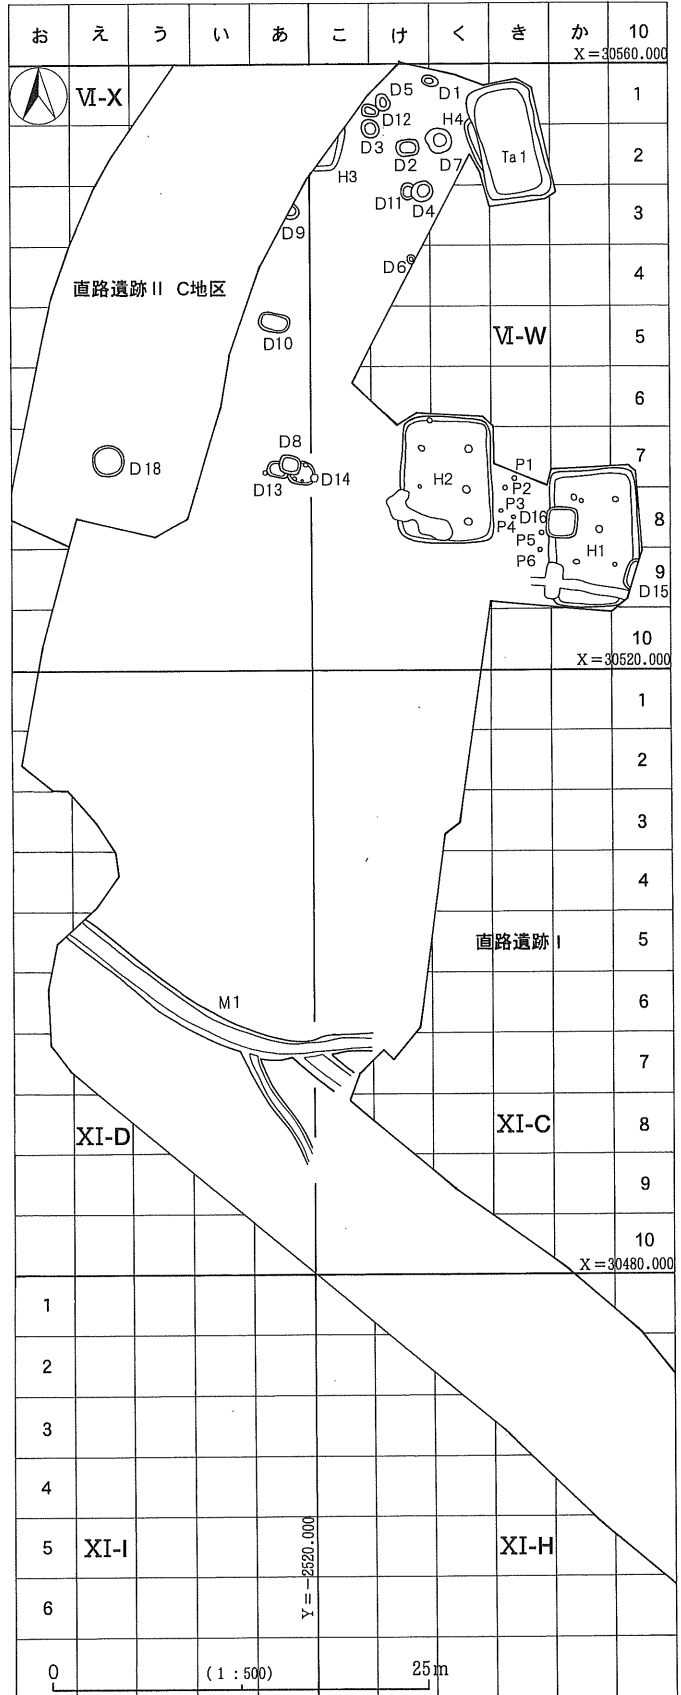 お え う い あ こ け く き か 10
X=30560.000
Ⅵ-X
1
D5 D1
D12 H4
D3 D2 D7 Ta1 2
H3
D11 D4 3
D9
D6 4
直路遺跡Ⅱ C地区
Ⅵ-W 5
D10
6
D8 7
D18 D13 D14 H2 P1
P2
P3
P4 D16 8
P5
P6 H1 9
D15
10
X=30520.000
1
2
3
4
直路遺跡Ⅰ 5
M1 6
7
XI-D XI-C 8
9
10
X=30480.000
1
2
3
4
5 XI-I XI-H
Y=-2520.000
6
0 (1:500) 25m